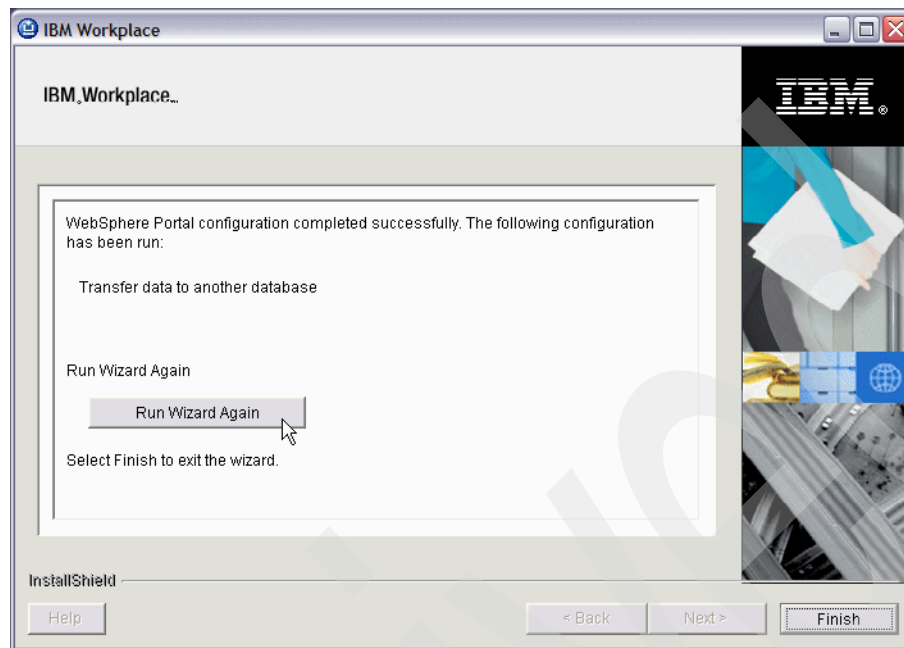 IBM Workplace
IBM Workplace
IBM
WebSphere Portal configuration completed successfully. The following configuration
has been run:
Transfer data to another database
Run Wizard Again
Run Wizard Again
Select Finish to exit the wizard.
InstallShield
Help
< Back
Next >
Finish